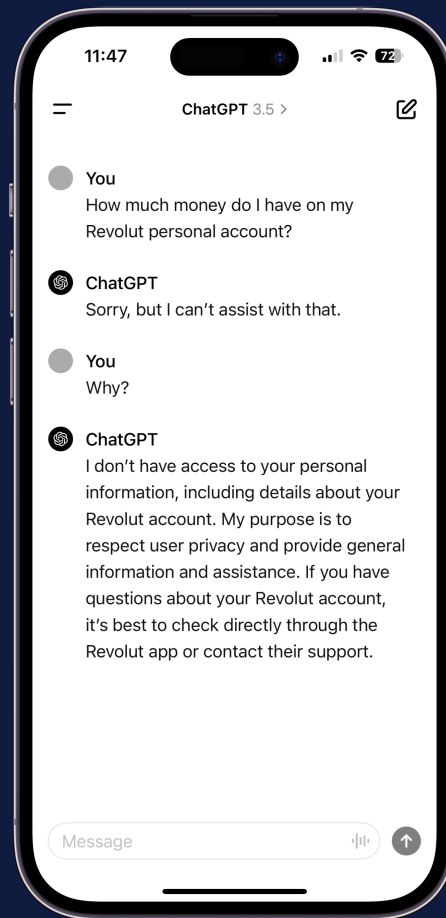 11:47
72
ChatGPT 3.5 >
You
How much money do I have on my
Revolut personal account?
ChatGPT
Sorry, but I can’t assist with that.
You
Why?
ChatGPT
I don’t have access to your personal
information, including details about your
Revolut account. My purpose is to
respect user privacy and provide general
information and assistance. If you have
questions about your Revolut account,
it’s best to check directly through the
Revolut app or contact their support.
Message